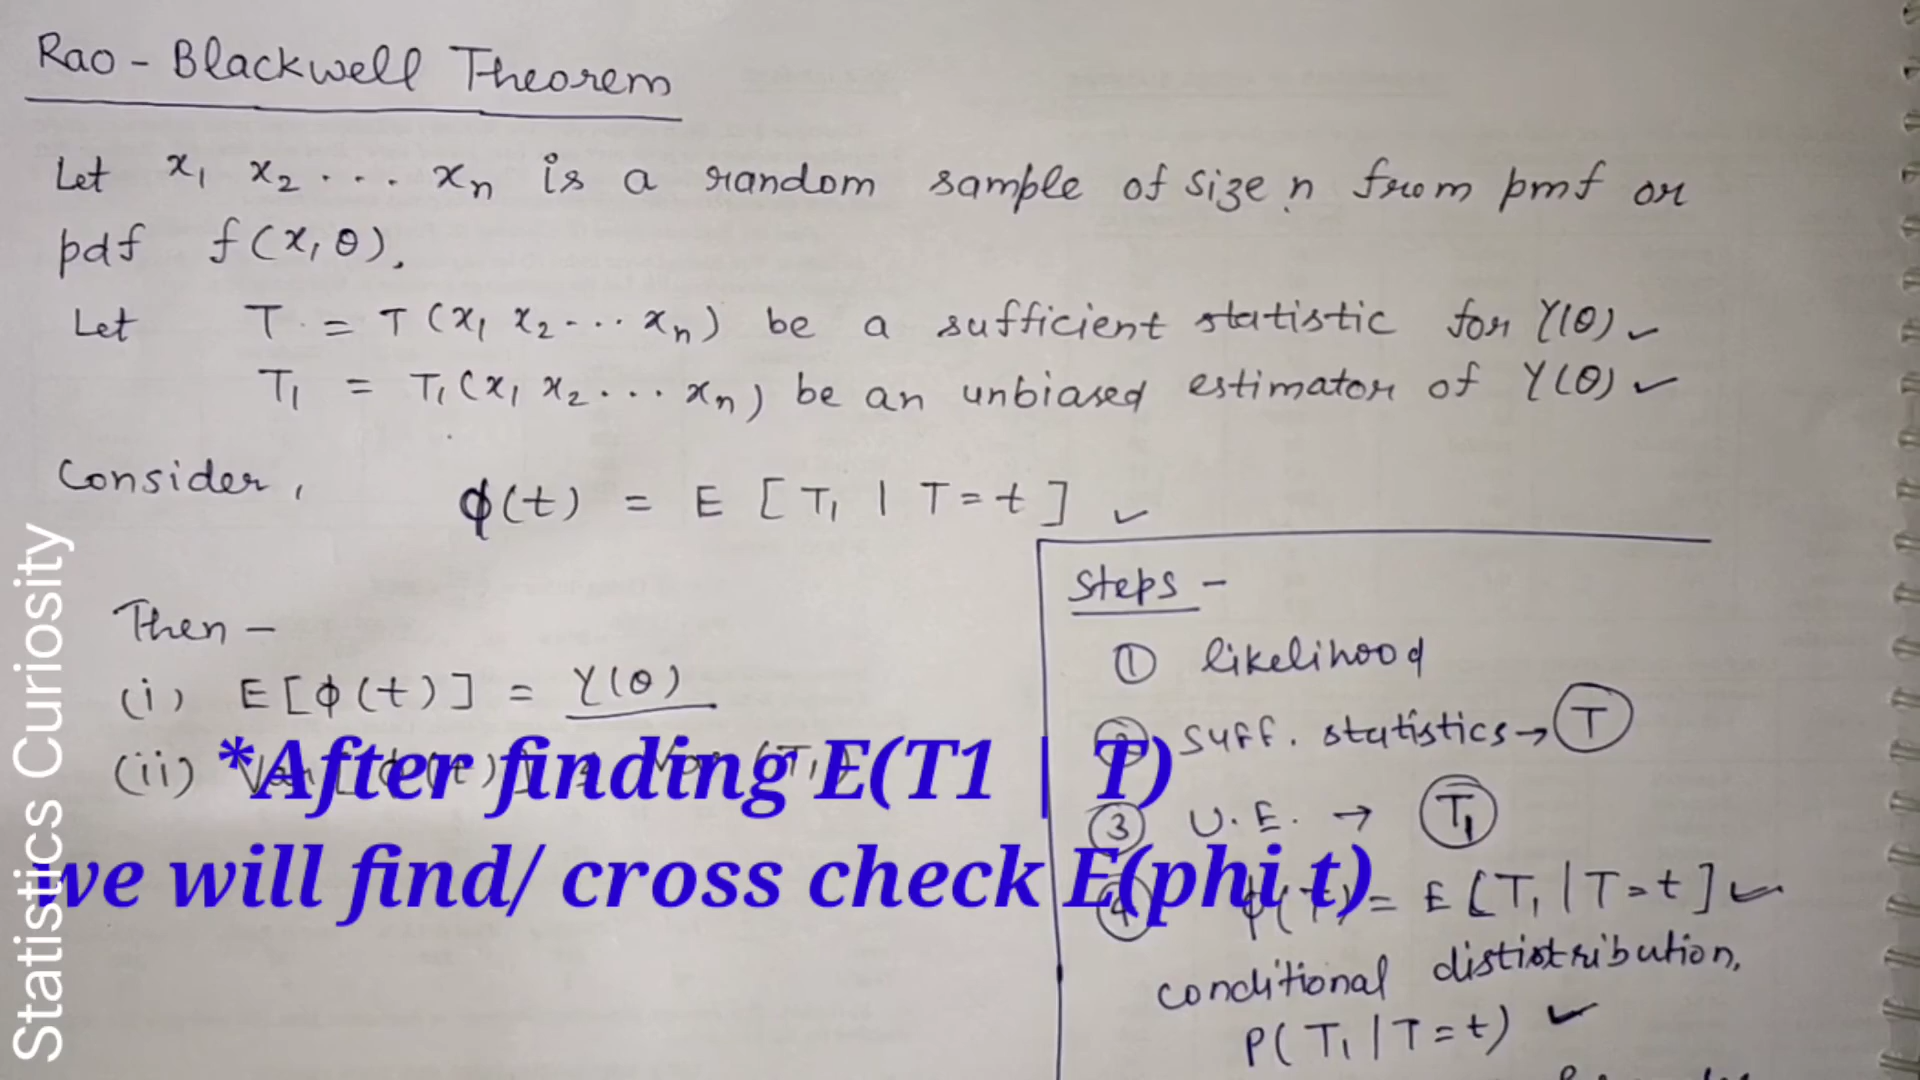 Rao - Blackwell Theorem
Let x₁ x₂ .... xₙ is a random sample of size n from pmf or
pdf f(x, θ).
Let T = T(x₁ x₂ ... xₙ) be a sufficient statistic for Y(θ) ✓
T₁ = T₁(x₁ x₂ .... xₙ) be an unbiased estimator of Y(θ) ✓
Consider, ϕ(t) = E [T₁ | T = t] ✓
Then -
(i) E[ϕ(t)] = Y(θ)
(ii)
*After finding E(T1 | T)
we will find/ cross check E(phi t)
Steps -
① likelihood
② Suff. statistics → T
③ U.E. → T₁
④ = E [T₁ | T = t] ✓
conditional dististribution,
P(T₁ | T = t) ✓
Statistics Curiosity